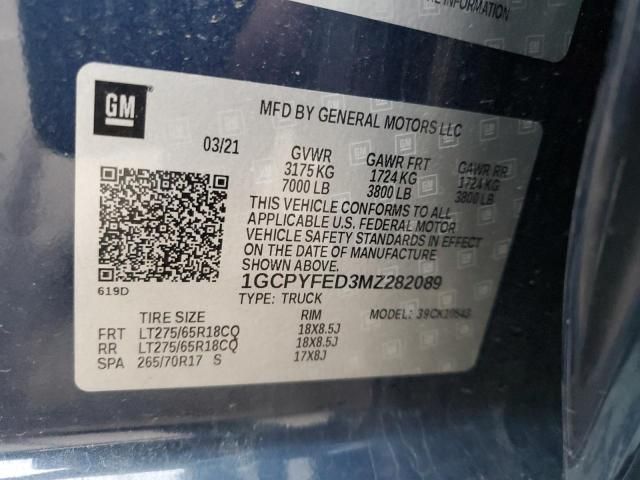 RE INFORMATION
GM
MFD BY GENERAL MOTORS LLC
03/21
GVWR GAWR FRT GAWR RR
3175 KG 1724 KG 1724 KG
7000 LB 3800 LB 3800 LB
THIS VEHICLE CONFORMS TO ALL
APPLICABLE U.S. FEDERAL MOTOR
VEHICLE SAFETY STANDARDS IN EFFECT
ON THE DATE OF MANUFACTURE
SHOWN ABOVE.
1GCPYFED3MZ282089
619D
TYPE: TRUCK
TIRE SIZE RIM
FRT LT275/65R18CQ 18X8.5J
RR LT275/65R18CQ 18X8.5J
SPA 265/70R17 S 17X8J